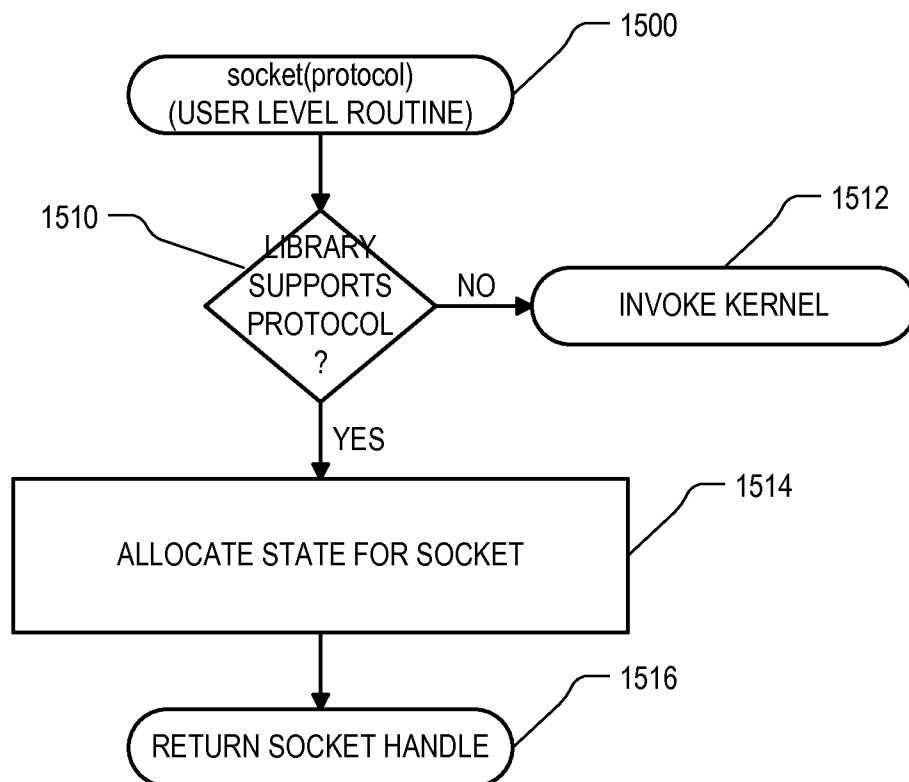 1500
socket(protocol)
(USER LEVEL ROUTINE)
1510
LIBRARY
SUPPORTS
PROTOCOL
?
NO
1512
INVOKE KERNEL
YES
1514
ALLOCATE STATE FOR SOCKET
1516
RETURN SOCKET HANDLE